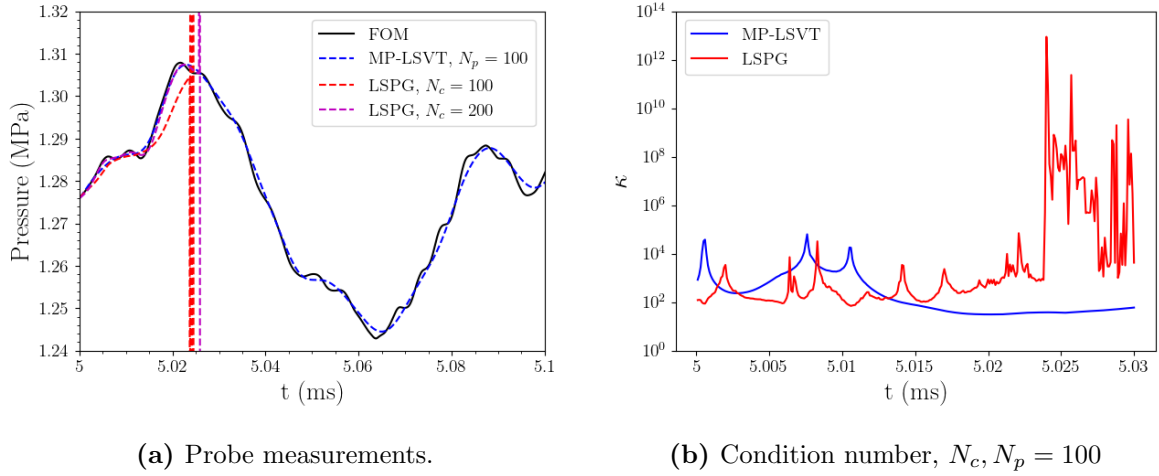 1.32
1.31
1.30
1.29
1.28
1.27
1.26
1.25
1.24
Pressure (MPa)
FOM
MP-LSVT, N_p = 100
LSPG, N_c = 100
LSPG, N_c = 200
5 5.02 5.04 5.06 5.08 5.1
t (ms)
(a) Probe measurements.
10^14
10^12
10^10
10^8
10^6
10^4
10^2
10^0
κ
MP-LSVT
LSPG
5 5.005 5.01 5.015 5.02 5.025 5.03
t (ms)
(b) Condition number, N_c, N_p = 100